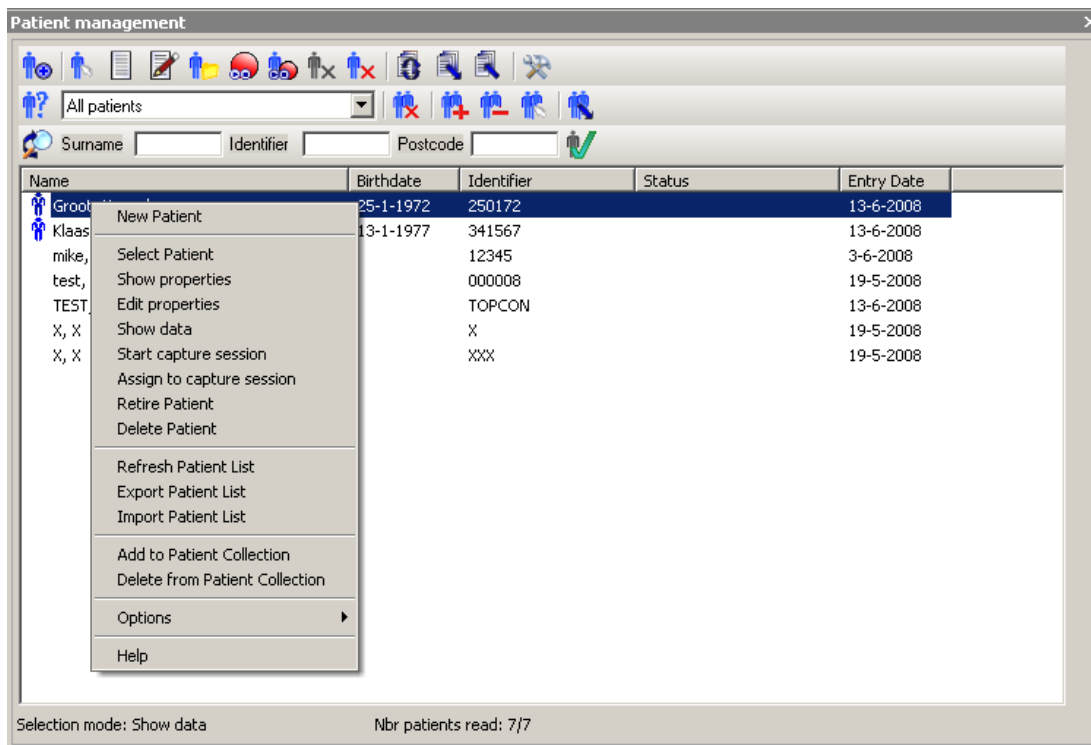 Patient management
All patients
Surname Identifier Postcode
Name Birthdate Identifier Status Entry Date
Groot 25-1-1972 250172 13-6-2008
Klaas 13-1-1977 341567 13-6-2008
mike, 12345 3-6-2008
test, 000008 19-5-2008
TEST, TOPCON 13-6-2008
X, X X 19-5-2008
X, X XXX 19-5-2008
New Patient
Select Patient
Show properties
Edit properties
Show data
Start capture session
Assign to capture session
Retire Patient
Delete Patient
Refresh Patient List
Export Patient List
Import Patient List
Add to Patient Collection
Delete from Patient Collection
Options
Help
Selection mode: Show data Nbr patients read: 7/7